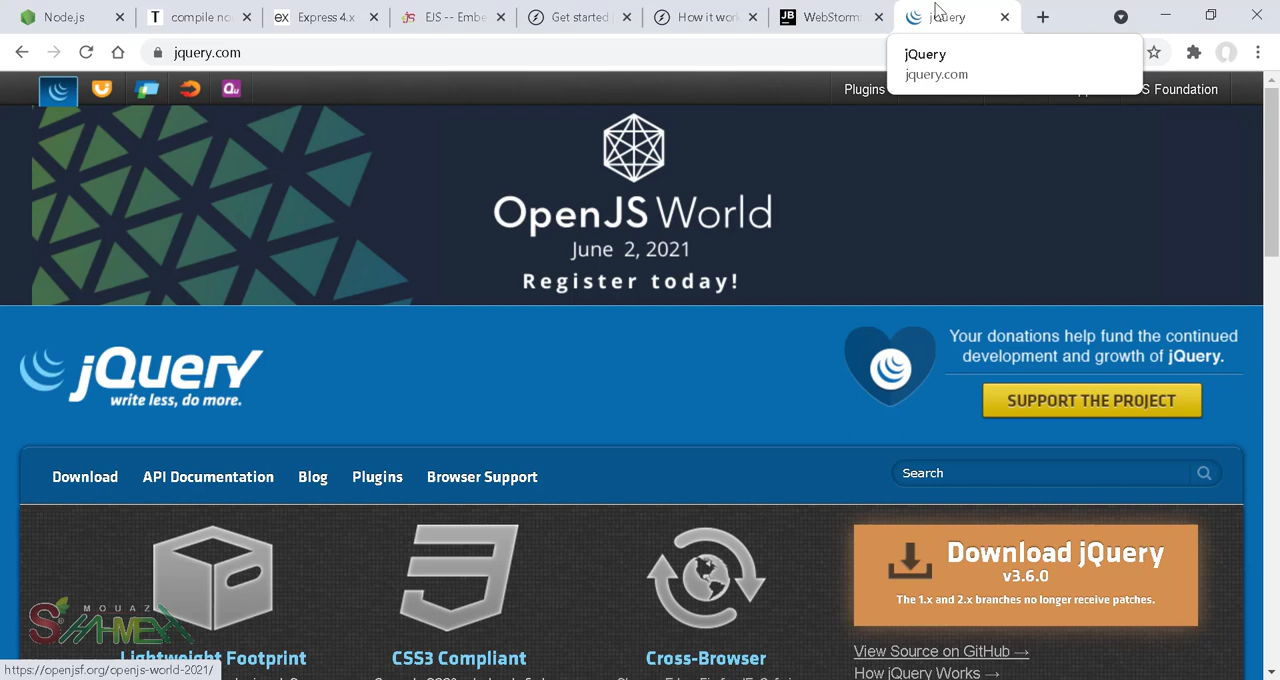 Node.js
compile no
Express 4.x
EJS -- Embe
Get started
How it work
WebStorm
jQuery
jquery.com
jQuery
jquery.com
Plugins
S Foundation
OpenJS World
June 2, 2021
Register today!
jQuery
write less, do more.
Your donations help fund the continued
development and growth of jQuery.
SUPPORT THE PROJECT
Download
API Documentation
Blog
Plugins
Browser Support
Search
Download jQuery
v3.6.0
The 1.x and 2.x branches no longer receive patches.
MOUAZ
Lightweight Footprint
CSS3 Compliant
Cross-Browser
View Source on GitHub →
How jQuery Works →
https://openjsf.org/openjs-world-2021/